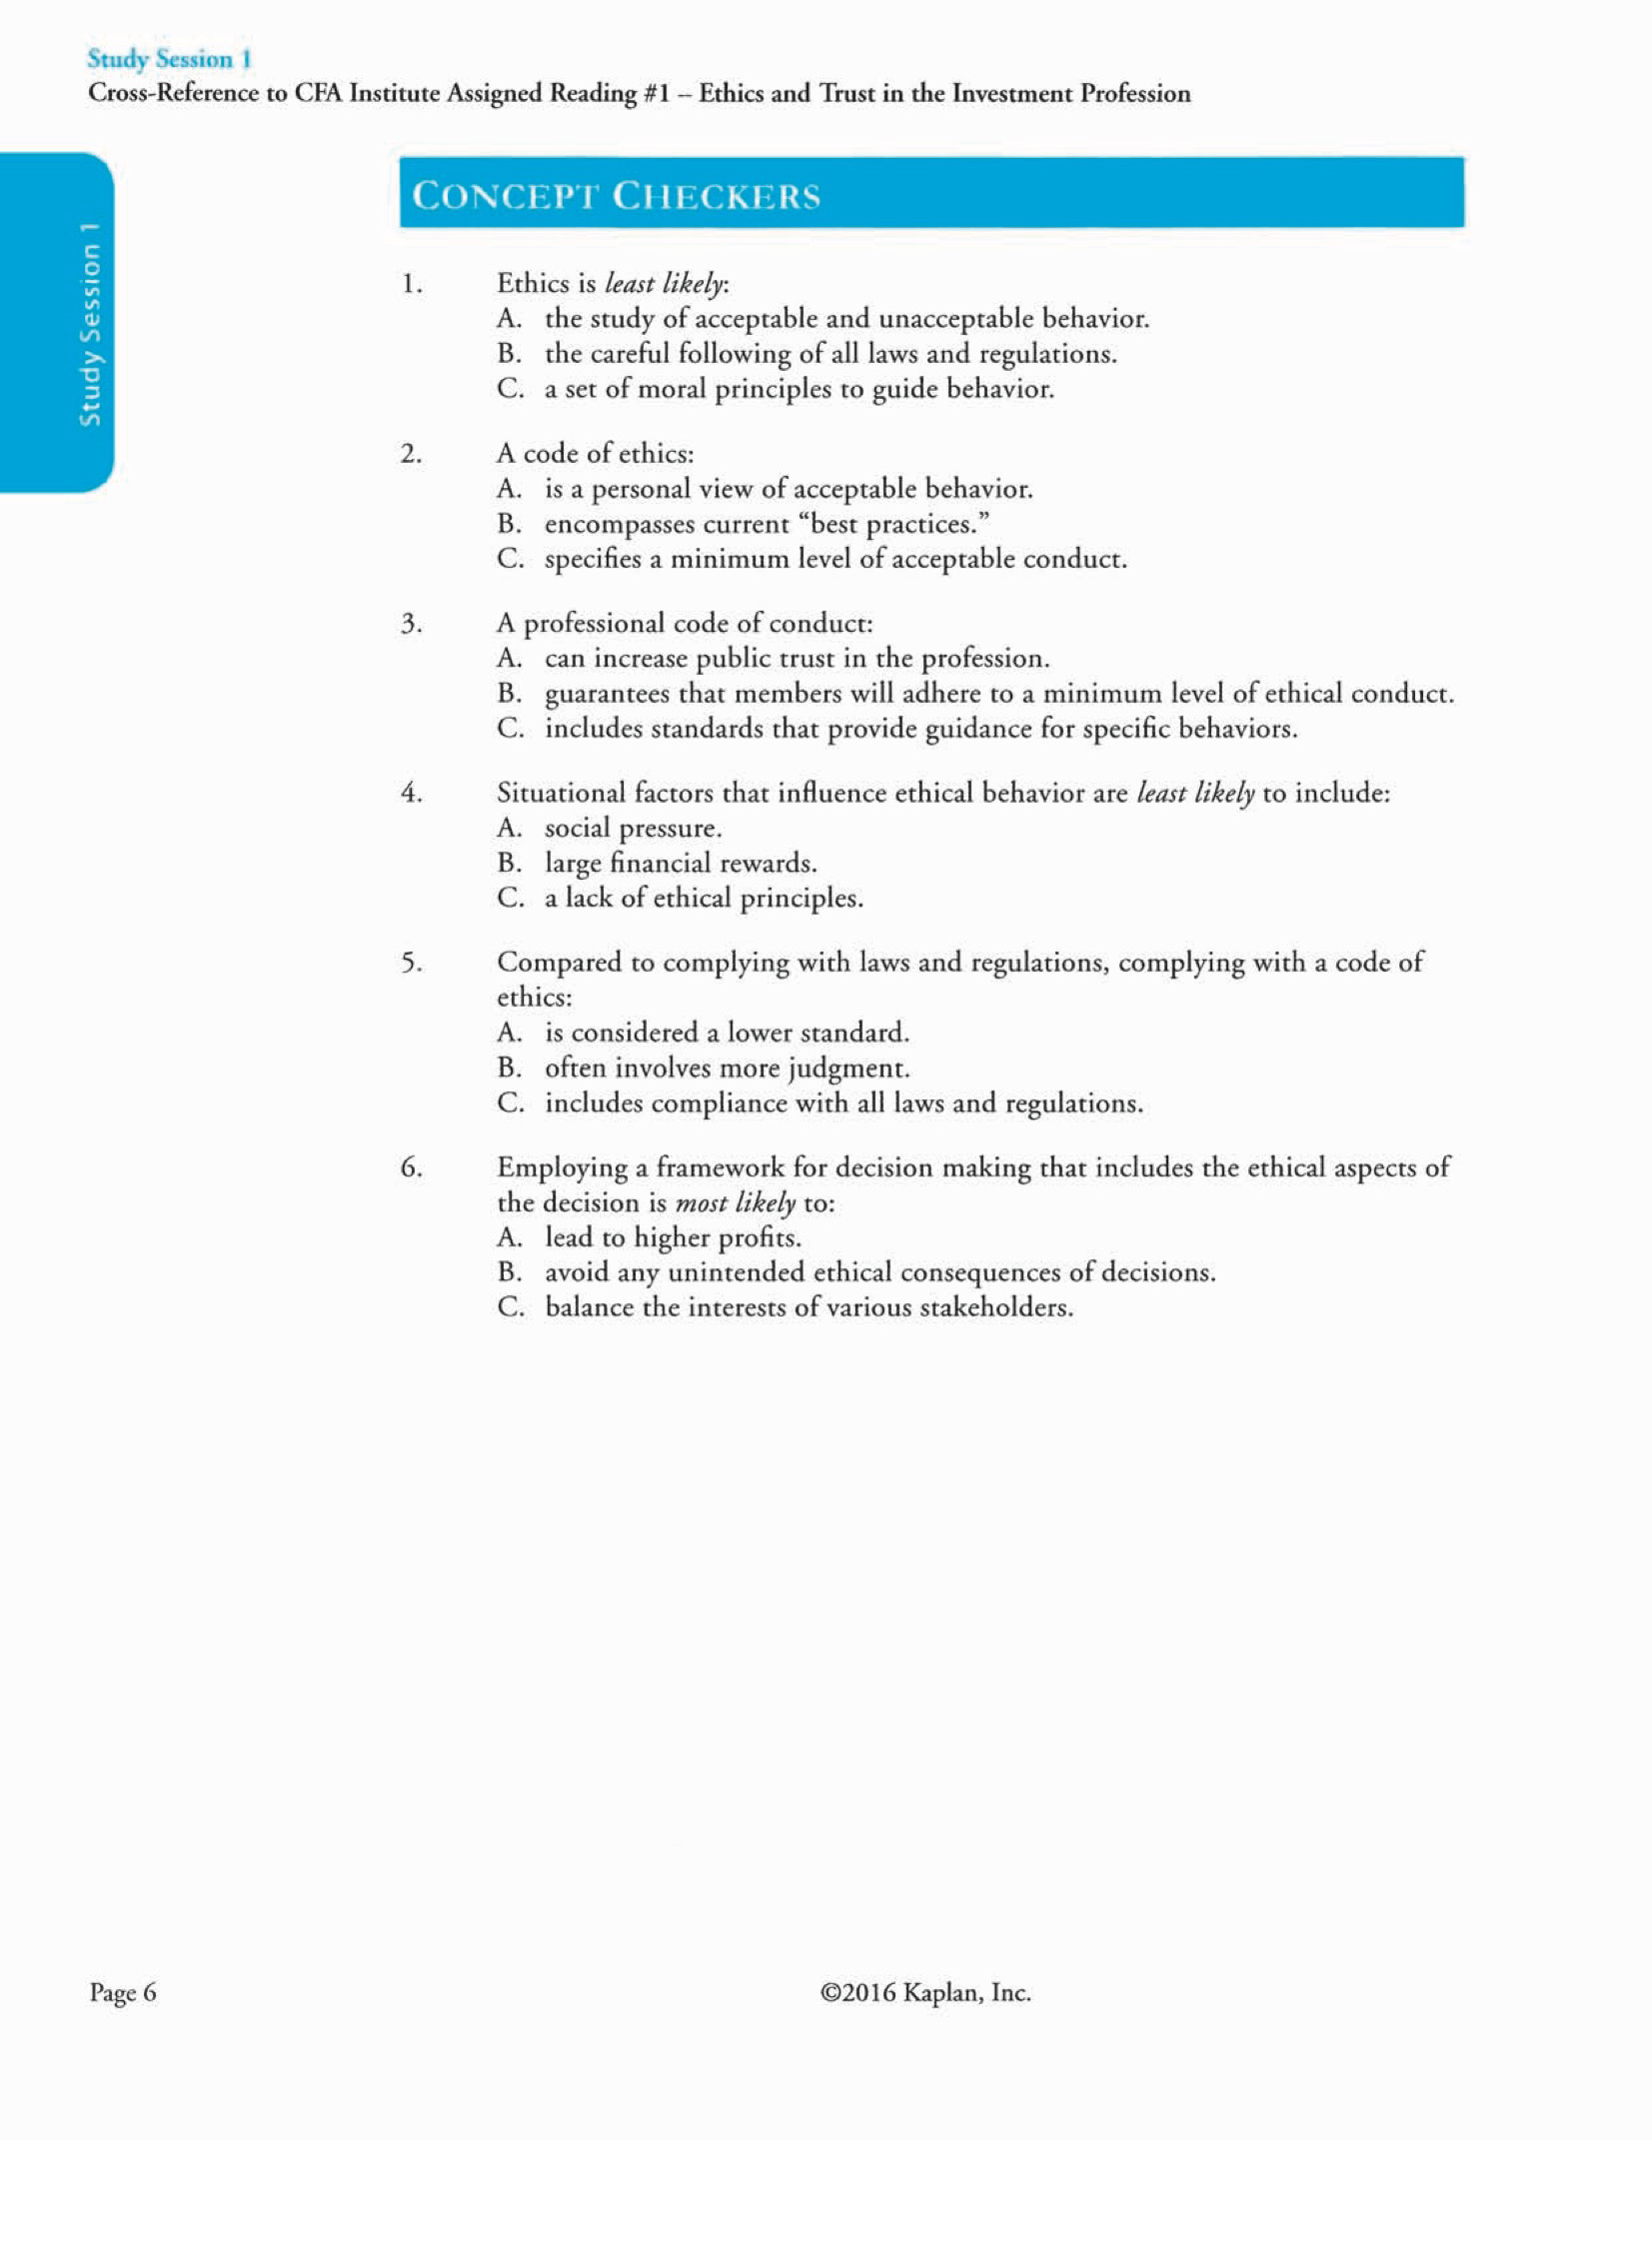 Study Session 1
Cross-Reference to CFA Institute Assigned Reading #1 – Ethics and Trust in the Investment Profession
Study Session 1
CONCEPT CHECKERS
1. Ethics is least likely:
A. the study of acceptable and unacceptable behavior.
B. the careful following of all laws and regulations.
C. a set of moral principles to guide behavior.
2. A code of ethics:
A. is a personal view of acceptable behavior.
B. encompasses current “best practices.”
C. specifies a minimum level of acceptable conduct.
3. A professional code of conduct:
A. can increase public trust in the profession.
B. guarantees that members will adhere to a minimum level of ethical conduct.
C. includes standards that provide guidance for specific behaviors.
4. Situational factors that influence ethical behavior are least likely to include:
A. social pressure.
B. large financial rewards.
C. a lack of ethical principles.
5. Compared to complying with laws and regulations, complying with a code of
ethics:
A. is considered a lower standard.
B. often involves more judgment.
C. includes compliance with all laws and regulations.
6. Employing a framework for decision making that includes the ethical aspects of
the decision is most likely to:
A. lead to higher profits.
B. avoid any unintended ethical consequences of decisions.
C. balance the interests of various stakeholders.
Page 6
©2016 Kaplan, Inc.